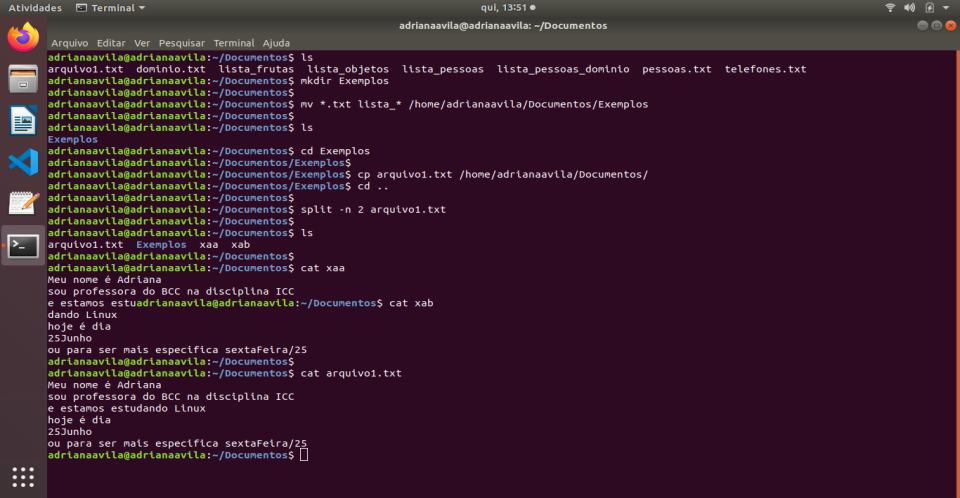 Atividades Terminal qui, 13:51
adrianaavila@adrianaavila: ~/Documentos
Arquivo Editar Ver Pesquisar Terminal Ajuda
adrianaavila@adrianaavila:~/Documentos$ ls
arquivo1.txt dominio.txt lista_frutas lista_objetos lista_pessoas lista_pessoas_dominio pessoas.txt telefones.txt
adrianaavila@adrianaavila:~/Documentos$ mkdir Exemplos
adrianaavila@adrianaavila:~/Documentos$
adrianaavila@adrianaavila:~/Documentos$ mv *.txt lista_* /home/adrianaavila/Documentos/Exemplos
adrianaavila@adrianaavila:~/Documentos$
adrianaavila@adrianaavila:~/Documentos$ ls
Exemplos
adrianaavila@adrianaavila:~/Documentos$ cd Exemplos
adrianaavila@adrianaavila:~/Documentos/Exemplos$
adrianaavila@adrianaavila:~/Documentos/Exemplos$ cp arquivo1.txt /home/adrianaavila/Documentos/
adrianaavila@adrianaavila:~/Documentos/Exemplos$ cd ..
adrianaavila@adrianaavila:~/Documentos$
adrianaavila@adrianaavila:~/Documentos$ split -n 2 arquivo1.txt
adrianaavila@adrianaavila:~/Documentos$
adrianaavila@adrianaavila:~/Documentos$ ls
arquivo1.txt Exemplos xaa xab
adrianaavila@adrianaavila:~/Documentos$
adrianaavila@adrianaavila:~/Documentos$ cat xaa
Meu nome é Adriana
sou professora do BCC na disciplina ICC
e estamos estuadrianaavila@adrianaavila:~/Documentos$ cat xab
dando Linux
hoje é dia
25Junho
ou para ser mais especifica sextaFeira/25
adrianaavila@adrianaavila:~/Documentos$
adrianaavila@adrianaavila:~/Documentos$ cat arquivo1.txt
Meu nome é Adriana
sou professora do BCC na disciplina ICC
e estamos estudando Linux
hoje é dia
25Junho
ou para ser mais especifica sextaFeira/25
adrianaavila@adrianaavila:~/Documentos$